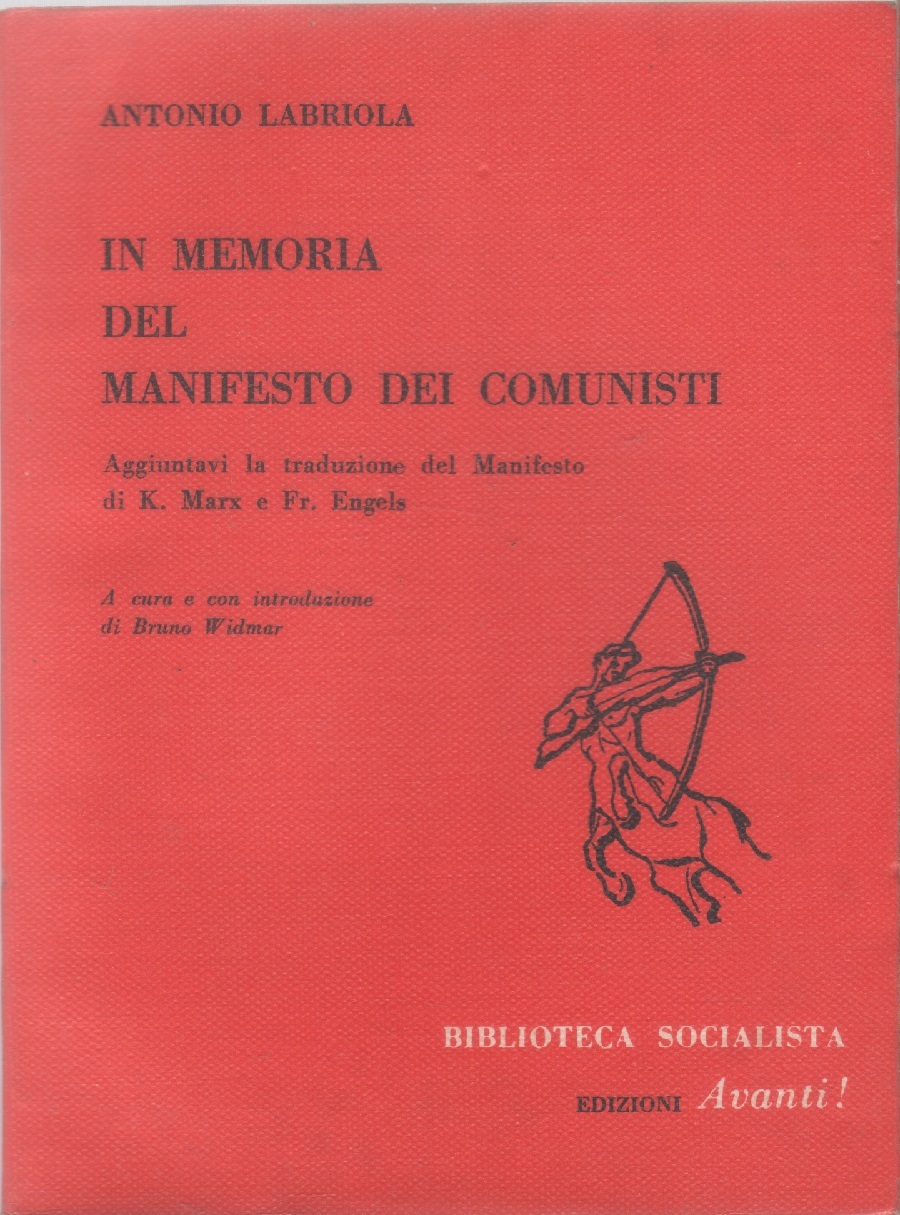 ANTONIO LABRIOLA
IN MEMORIA
DEL
MANIFESTO DEI COMUNISTI
Aggiuntavi la traduzione del Manifesto
di K. Marx e Fr. Engels
A cura e con introduzione
di Bruno Widmar
BIBLIOTECA SOCIALISTA
EDIZIONI Avanti!